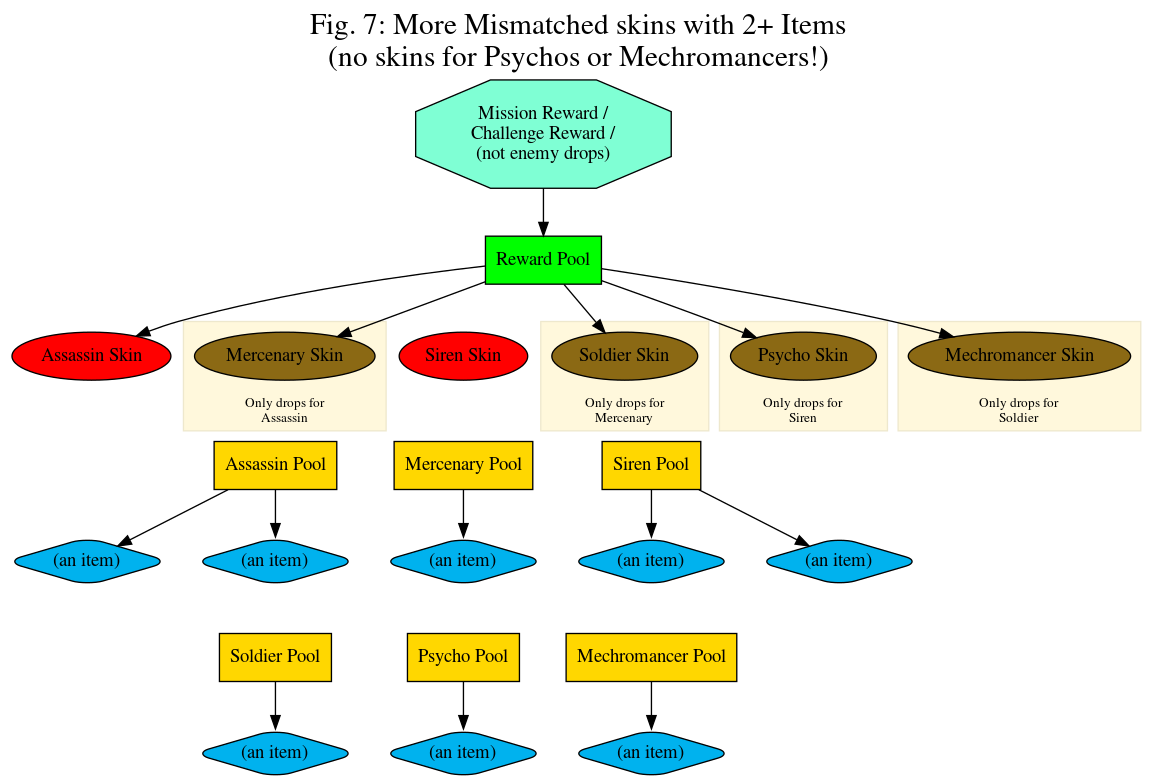 Fig. 7: More Mismatched skins with 2+ Items
(no skins for Psychos or Mechromancers!)
Mission Reward /
Challenge Reward /
(not enemy drops)
Reward Pool
Assassin Skin
Mercenary Skin
Siren Skin
Soldier Skin
Psycho Skin
Mechromancer Skin
Only drops for
Assassin
Only drops for
Mercenary
Only drops for
Siren
Only drops for
Soldier
Assassin Pool
Mercenary Pool
Siren Pool
(an item)
(an item)
(an item)
(an item)
(an item)
Soldier Pool
Psycho Pool
Mechromancer Pool
(an item)
(an item)
(an item)